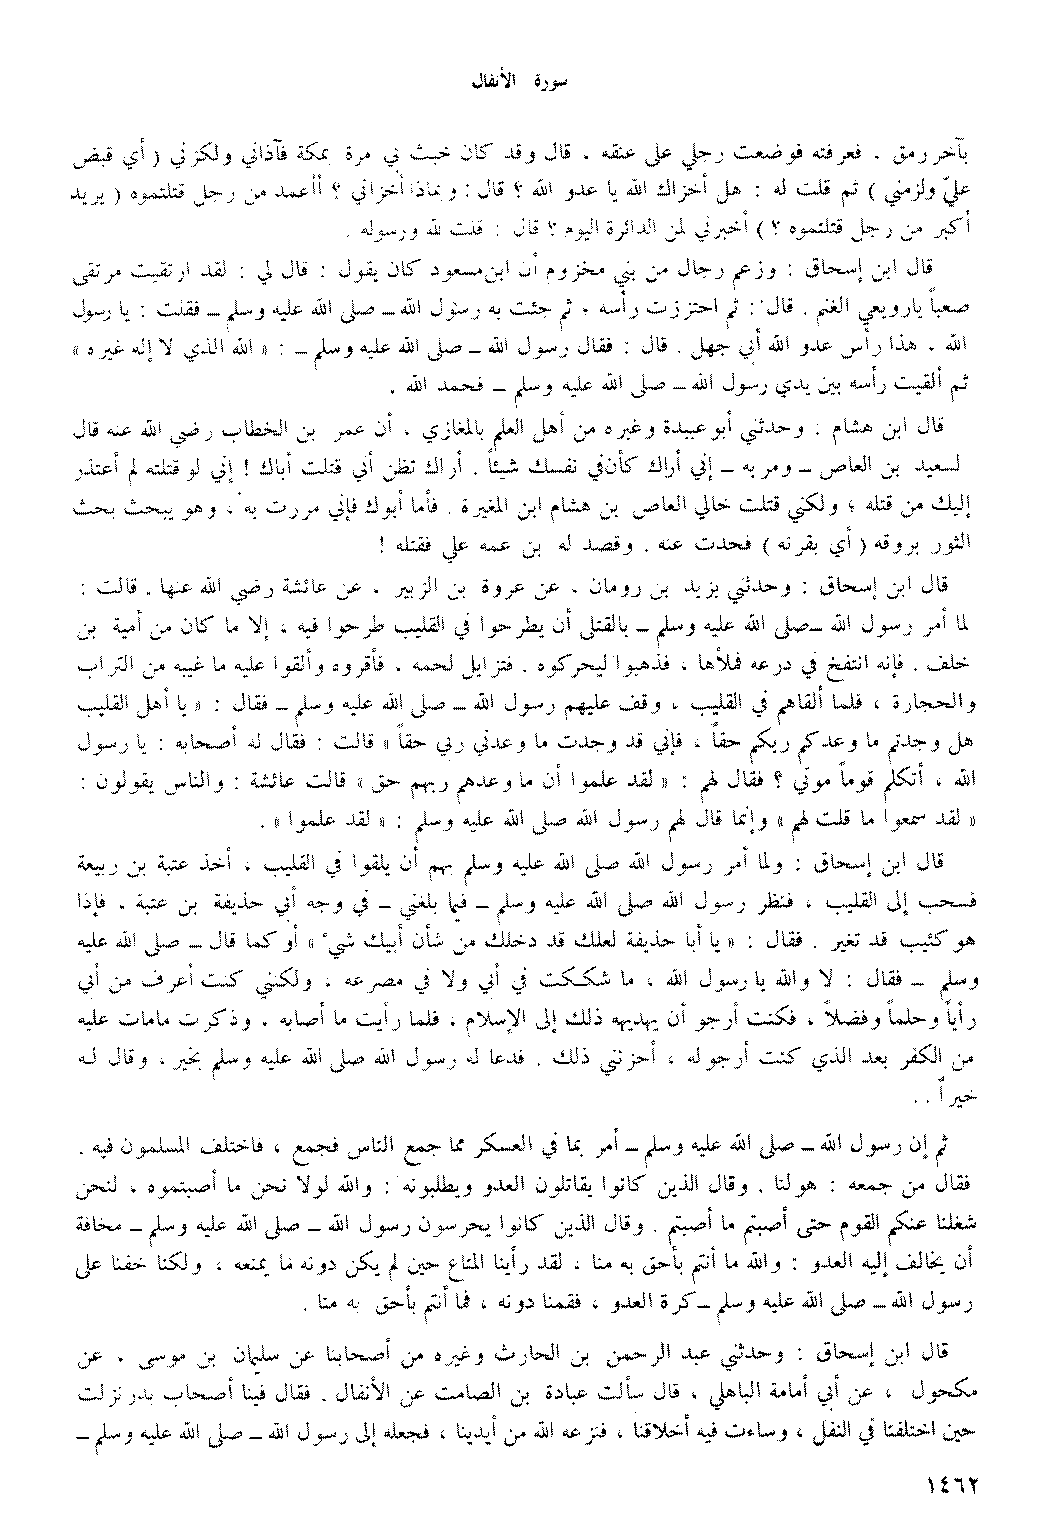 سورة الأنفال
بآخر رمق . فعرفته فوضعت رجلي على عنقه . قال وقد كان ضبث بي مرة بمكة فآذاني ولكزني ( أي قبض
عليّ ولزمني ) ثم قلت له : هل أخزاك الله يا عدو الله ؟ قال : وبماذا أخزاني ؟ أأعمد من رجل قتلتموه ( يريد
أكبر من رجل قتلتموه ؟ ) أخبرني لمن الدائرة اليوم ؟ قال : قلت لله ورسوله .
قال ابن إسحاق : وزعم رجال من بني مخزوم أن ابن مسعود كان يقول : قال لي : لقد ارتقيت مرتقى
صعباً يا رويعي الغنم . قال : ثم احتززت رأسه . ثم جئت به رسول الله – صلى الله عليه وسلم – فقلت : يا رسول
الله . هذا رأس عدو الله أبي جهل . قال : فقال رسول الله – صلى الله عليه وسلم – : « الله الذي لا إله غيره »
ثم ألقيت رأسه بين يدي رسول الله – صلى الله عليه وسلم – فحمد الله .
قال ابن هشام . وحدثني أبو عبيدة وغيره من أهل العلم بالمغازي ، أن عمر بن الخطاب رضي الله عنه قال
لسعيد بن العاص – ومر به – إني أراك كأن في نفسك شيئاً . أراك تظن أني قتلت أباك ! إني لو قتلته لم أعتذر
إليك من قتله ؛ ولكني قتلت خالي العاص بن هشام ابن المغيرة . فأما أبوك فإني مررت به ، وهو يبحث بحث
الثور بروقه ( أي بقرنه ) فحدت عنه . وقصد له بن عمه علي فقتله !
قال ابن إسحاق : وحدثني يزيد بن رومان ، عن عروة بن الزبير ، عن عائشة رضي الله عنها . قالت :
لما أمر رسول الله – صلى الله عليه وسلم – بالقتلى أن يطرحوا في القليب طرحوا فيه ، إلا ما كان من أمية بن
خلف . فإنه انتفخ في درعه فملأها ، فذهبوا ليحركوه . فتزايل لحمه . فأقروه وألقوا عليه ما غيبه من التراب
والحجارة ، فلما ألقاهم في القليب ، وقف عليهم رسول الله – صلى الله عليه وسلم – فقال : « يا أهل القليب
هل وجدتم ما وعدكم ربكم حقاً ، فإني قد وجدت ما وعدني ربي حقاً » قالت : فقال له أصحابه : يا رسول
الله ، أتكلم قوماً موتى ؟ فقال لهم : « لقد علموا أن ما وعدهم ربهم حق » قالت عائشة : والناس يقولون :
« لقد سمعوا ما قلت لهم » وإنما قال لهم رسول الله صلى الله عليه وسلم : « لقد علموا » .
قال ابن إسحاق : ولما أمر رسول الله صلى الله عليه وسلم بهم أن يلقوا في القليب ، أخذ عتبة بن ربيعة
فسحب إلى القليب ، فنظر رسول الله صلى الله عليه وسلم – فيما بلغني – في وجه أبي حذيفة بن عتبة . فإذا
هو كئيب قد تغير . فقال : « يا أبا حذيفة لعلك قد دخلك من شأن أبيك شيء » أو كما قال – صلى الله عليه
وسلم – فقال : لا والله يا رسول الله ، ما شككت في أبي ولا في مصرعه ، ولكنني كنت أعرف من أبي
رأياً وحلماً وفضلاً ، فكنت أرجو أن يهديه ذلك إلى الإسلام ، فلما رأيت ما أصابه ، وذكرت ما مات عليه
من الكفر بعد الذي كنت أرجو له ، أحزنني ذلك . فدعا له رسول الله صلى الله عليه وسلم بخير ، وقال له
خيراً . .
ثم إن رسول الله – صلى الله عليه وسلم – أمر بما في العسكر مما جمع الناس فجمع ، فاختلف المسلمون فيه .
فقال من جمعه : هو لنا . وقال الذين كانوا يقاتلون العدو ويطلبونه : والله لولا نحن ما أصبتموه ، لنحن
شغلنا عنكم القوم حتى أصبتم ما أصبتم . وقال الذين كانوا يحرسون رسول الله – صلى الله عليه وسلم – مخافة
أن يخالف إليه العدو : والله ما أنتم بأحق به منا ، لقد رأينا المتاع حين لم يكن دونه ما يمنعه ، ولكنا خفنا على
رسول الله – صلى الله عليه وسلم – كرة العدو ، فقمنا دونه ، فما أنتم بأحق به منا .
قال ابن إسحاق : وحدثني عبد الرحمن بن الحارث وغيره من أصحابنا عن سليمان بن موسى ، عن
مكحول ، عن أبي أمامة الباهلي ، قال سألت عبادة بن الصامت عن الأنفال . فقال فينا أصحاب بدر نزلت
حين اختلفنا في النفل ، وساءت فيه أخلاقنا ، فنزعه الله من أيدينا ، فجعله إلى رسول الله – صلى الله عليه وسلم –
١٤٦٢